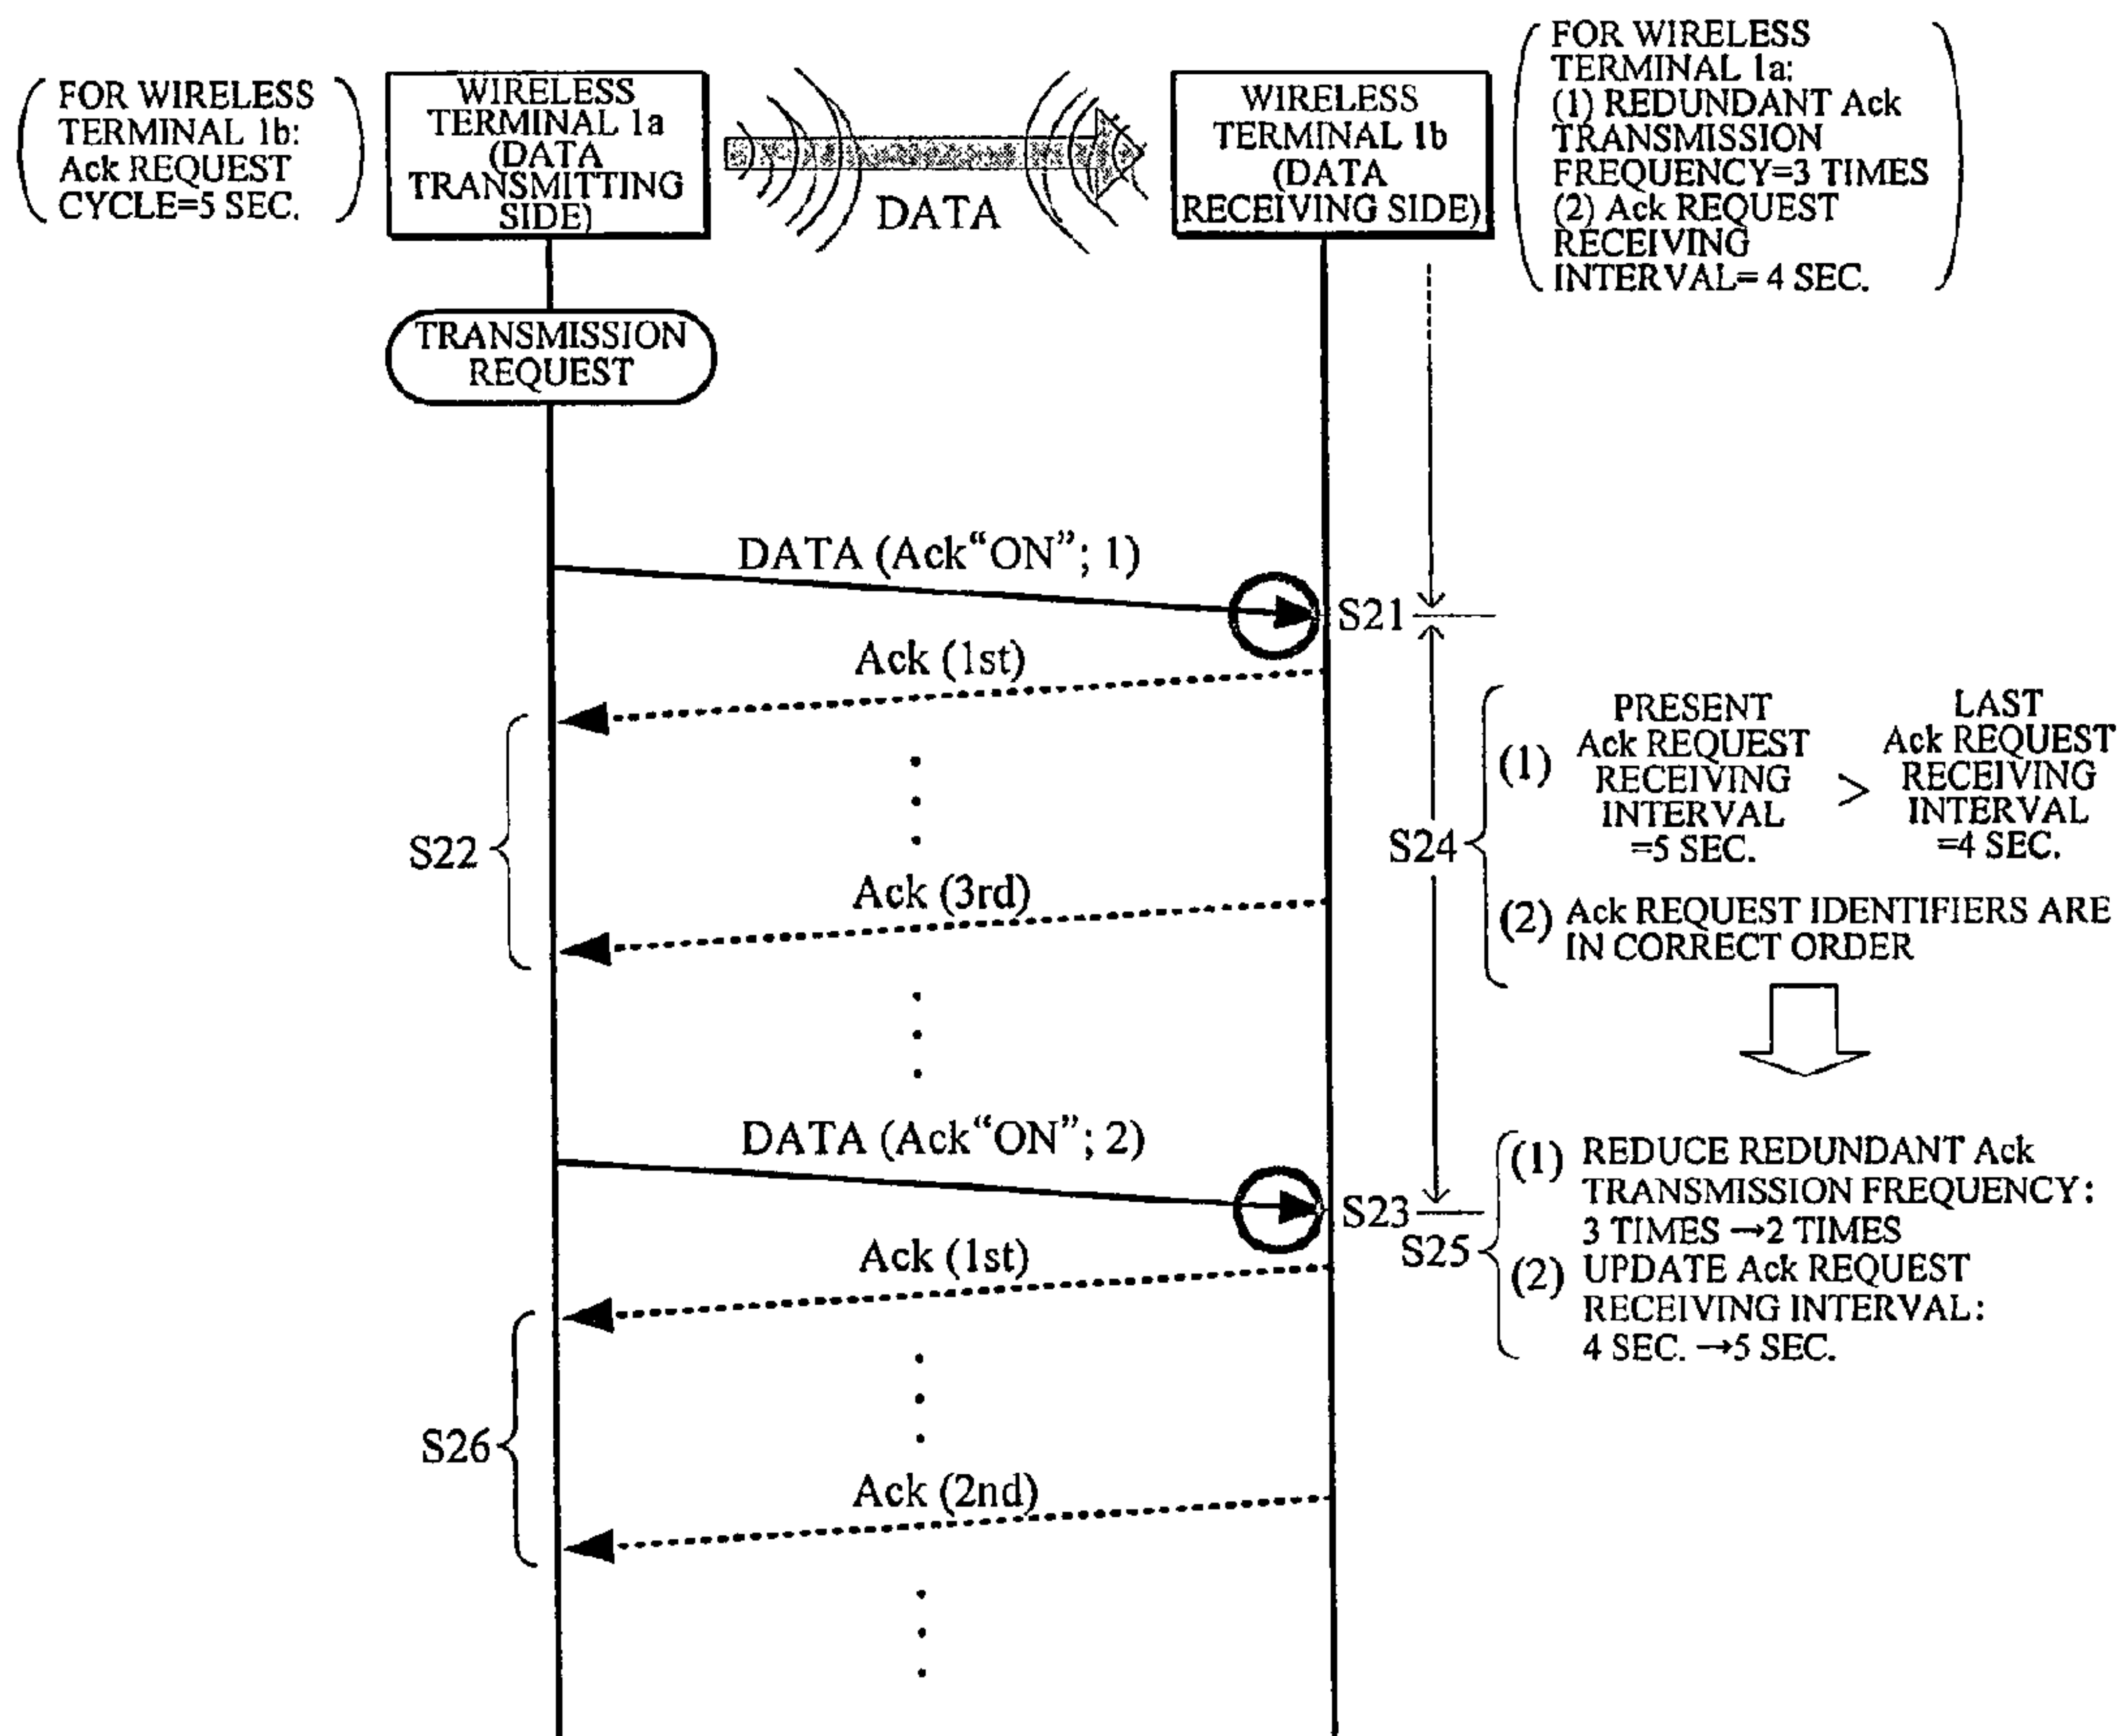 FOR WIRELESS
TERMINAL 1b:
Ack REQUEST
CYCLE=5 SEC.
WIRELESS
TERMINAL 1a
(DATA
TRANSMITTING
SIDE)
DATA
WIRELESS
TERMINAL 1b
(DATA
RECEIVING SIDE)
FOR WIRELESS
TERMINAL 1a:
(1) REDUNDANT Ack
TRANSMISSION
FREQUENCY=3 TIMES
(2) Ack REQUEST
RECEIVING
INTERVAL= 4 SEC.
TRANSMISSION
REQUEST
DATA (Ack“ON”; 1)
S21
Ack (1st)
S22
Ack (3rd)
S24
(1)
PRESENT
Ack REQUEST
RECEIVING
INTERVAL
=5 SEC.
>
LAST
Ack REQUEST
RECEIVING
INTERVAL
=4 SEC.
(2) Ack REQUEST IDENTIFIERS ARE
IN CORRECT ORDER
DATA (Ack“ON”; 2)
S23
S25
(1) REDUCE REDUNDANT Ack
TRANSMISSION FREQUENCY:
3 TIMES →2 TIMES
(2) UPDATE Ack REQUEST
RECEIVING INTERVAL:
4 SEC. →5 SEC.
Ack (1st)
S26
Ack (2nd)